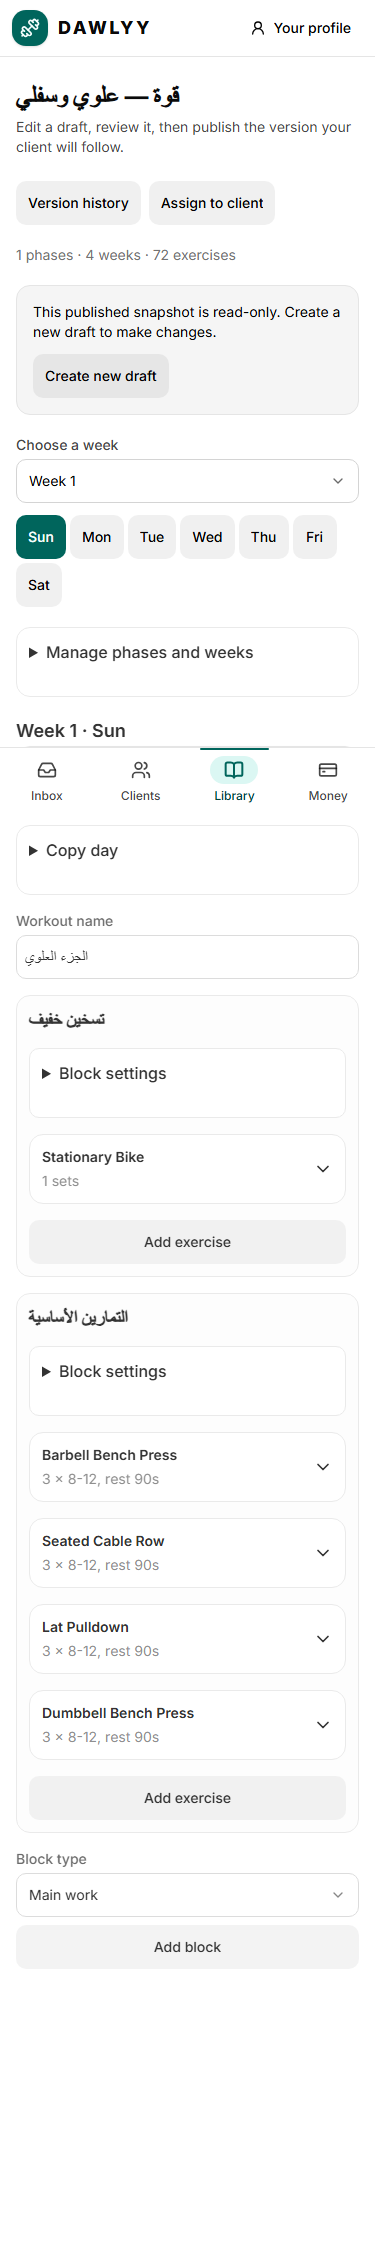 DAWLYY
Your profile
قوة — علوي وسفلي
Edit a draft, review it, then publish the version your
client will follow.
Version history
Assign to client
1 phases · 4 weeks · 72 exercises
This published snapshot is read-only. Create a
new draft to make changes.
Create new draft
Choose a week
Week 1
Sun
Mon
Tue
Wed
Thu
Fri
Sat
Manage phases and weeks
Week 1 · Sun
Inbox
Clients
Library
Money
Copy day
Workout name
الجزء العلوي
تسخين خفيف
Block settings
Stationary Bike
1 sets
Add exercise
التمارين الأساسية
Block settings
Barbell Bench Press
3 × 8-12, rest 90s
Seated Cable Row
3 × 8-12, rest 90s
Lat Pulldown
3 × 8-12, rest 90s
Dumbbell Bench Press
3 × 8-12, rest 90s
Add exercise
Block type
Main work
Add block